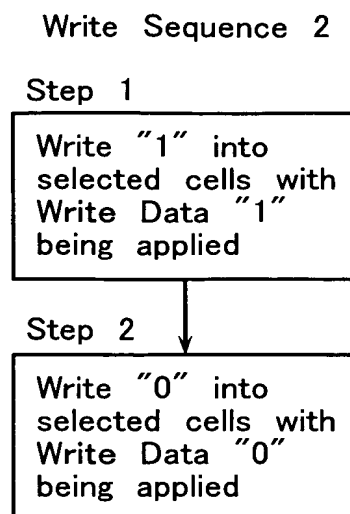 Write Sequence 2
Step 1
Write "1" into
selected cells with
Write Data "1"
being applied
Step 2
Write "0" into
selected cells with
Write Data "0"
being applied